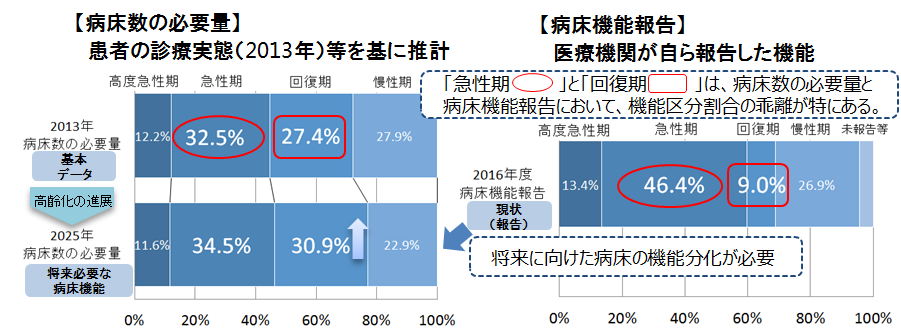 【病床数の必要量】
患者の診療実態(2013年)等を基に推計
高度急性期 急性期 回復期 慢性期
2013年
病床数の必要量
基本
データ
12.2% 32.5% 27.4% 27.9%
高齢化の進展
2025年
病床数の必要量
将来必要な
病床機能
11.6% 34.5% 30.9% 22.9%
0% 20% 40% 60% 80% 100%
【病床機能報告】
医療機関が自ら報告した機能
「急性期 」と「回復期 」は、病床数の必要量と
病床機能報告において、機能区分割合の乖離が特にある。
高度急性期 急性期 回復期 慢性期 未報告等
2016年度
病床機能報告
現状
(報告)
13.4% 46.4% 9.0% 26.9%
将来に向けた病床の機能分化が必要
0% 20% 40% 60% 80% 100%